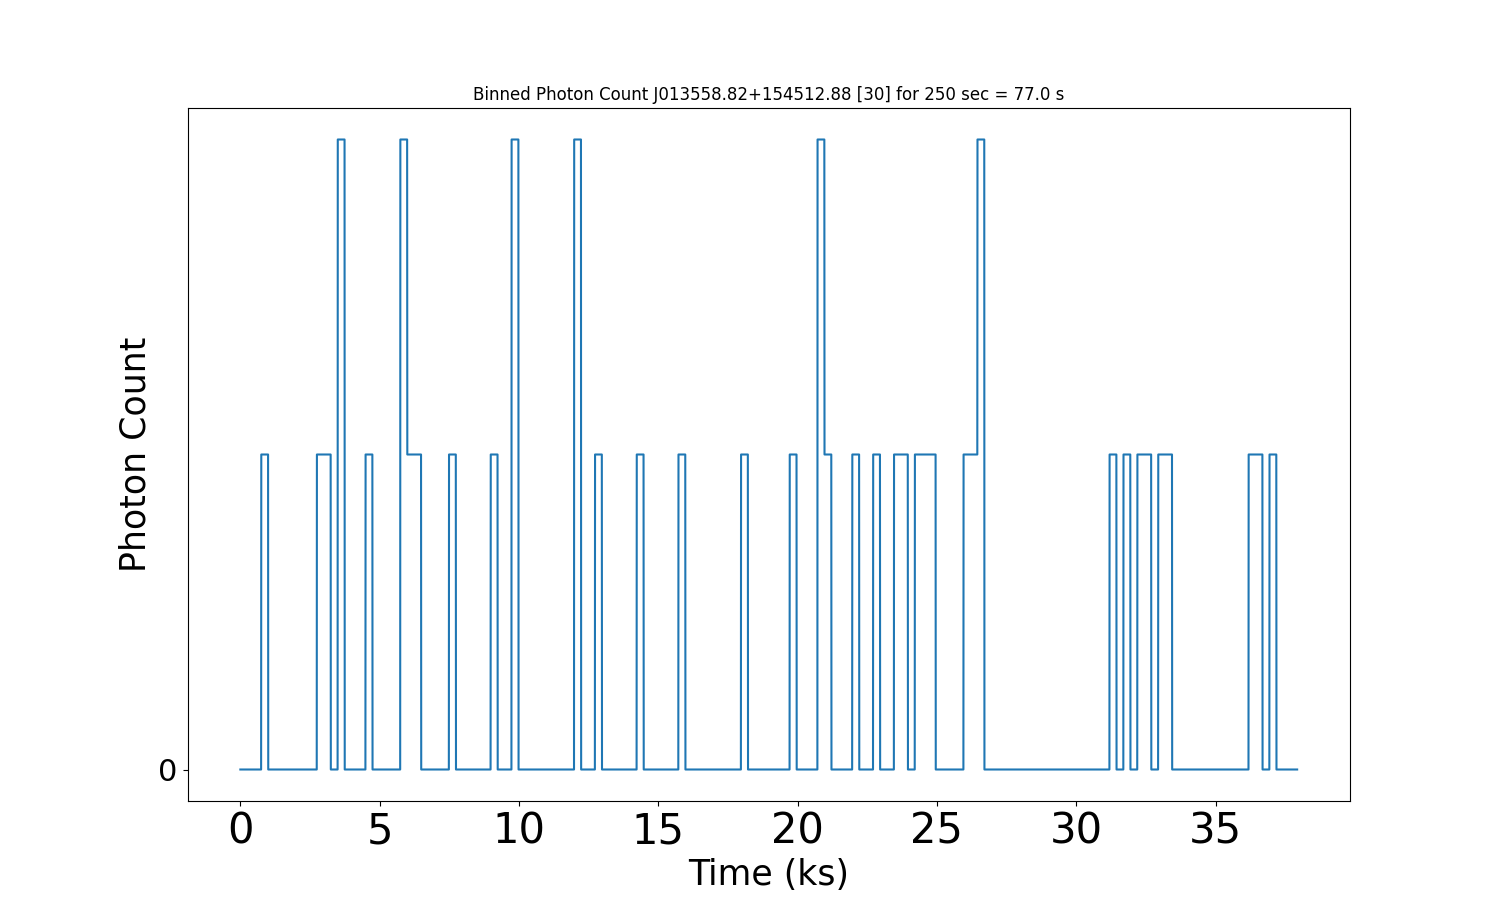 Binned Photon Count J013558.82+154512.88 [30] for 250 sec = 77.0 s
Photon Count
0
0 5 10 15 20 25 30 35
Time (ks)